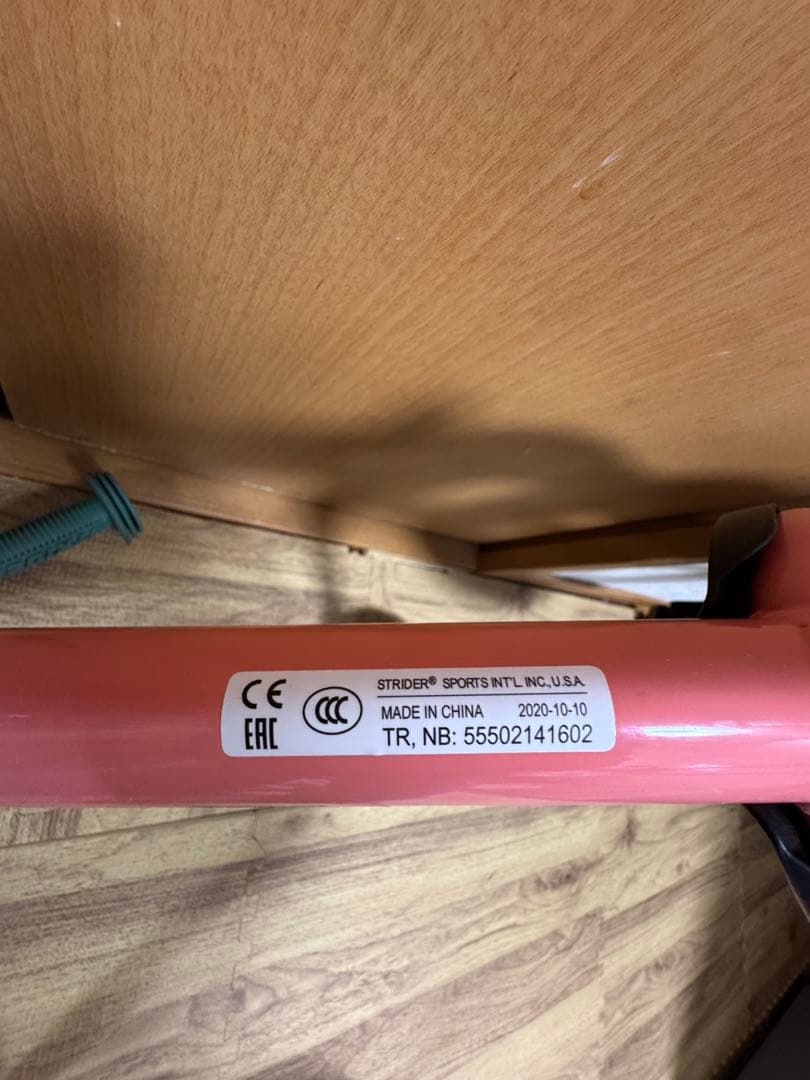 CE
EAC
CCC
STRIDER® SPORTS INT'L INC.,U.S.A.
MADE IN CHINA 2020-10-10
TR, NB: 55502141602